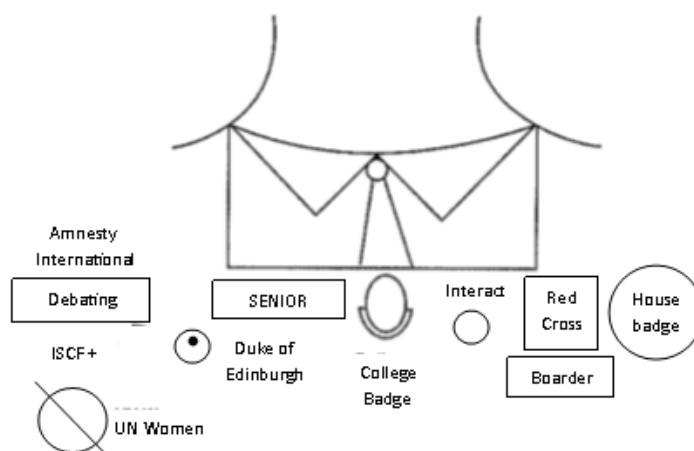 Amnesty
International
Debating
SENIOR
Interact
Red
Cross
House
badge
ISCF+
Duke of
Edinburgh
College
Badge
Boarder
UN Women